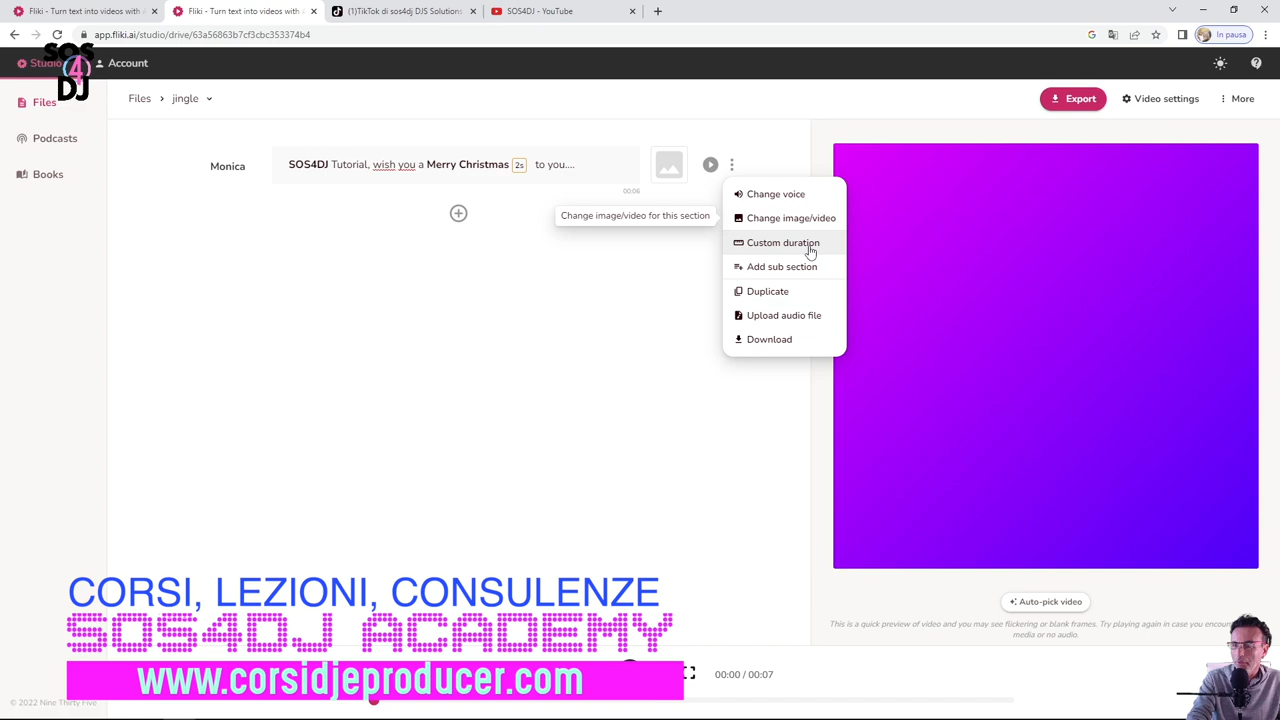 Fliki - Turn text into videos with A
Fliki - Turn text into videos with A
(1)TikTok di sos4dj DJS Solutions
SOS4DJ - YouTube
app.fliki.ai/studio/drive/63a56863b7cf3cbc353374b4
In pausa
SOS
4
DJ
Studio
Account
Files
Podcasts
Books
Files > jingle
Export
Video settings
More
Monica
SOS4DJ Tutorial, wish you a Merry Christmas 2s to you....
00:06
Change image/video for this section
Change voice
Change image/video
Custom duration
Add sub section
Duplicate
Upload audio file
Download
Auto-pick video
This is a quick preview of video and you may see flickering or blank frames. Try playing again in case you encoun
media or no audio.
00:00 / 00:07
CORSI, LEZIONI, CONSULENZE
SOS4DJ ACADEMY
www.corsidjeproducer.com
© 2022 Nine Thirty Five